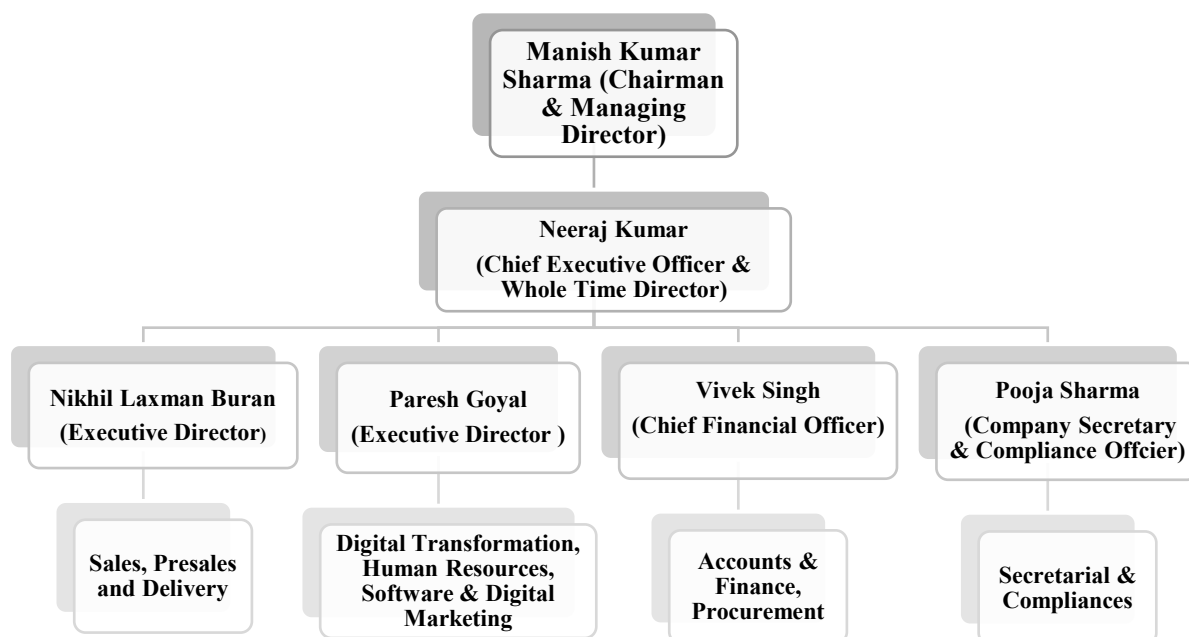 Manish Kumar
Sharma (Chairman
& Managing
Director)
Neeraj Kumar
(Chief Executive Officer &
Whole Time Director)
Nikhil Laxman Buran
(Executive Director)
Paresh Goyal
(Executive Director )
Vivek Singh
(Chief Financial Officer)
Pooja Sharma
(Company Secretary
& Compliance Offcier)
Sales, Presales
and Delivery
Digital Transformation,
Human Resources,
Software & Digital
Marketing
Accounts &
Finance,
Procurement
Secretarial &
Compliances